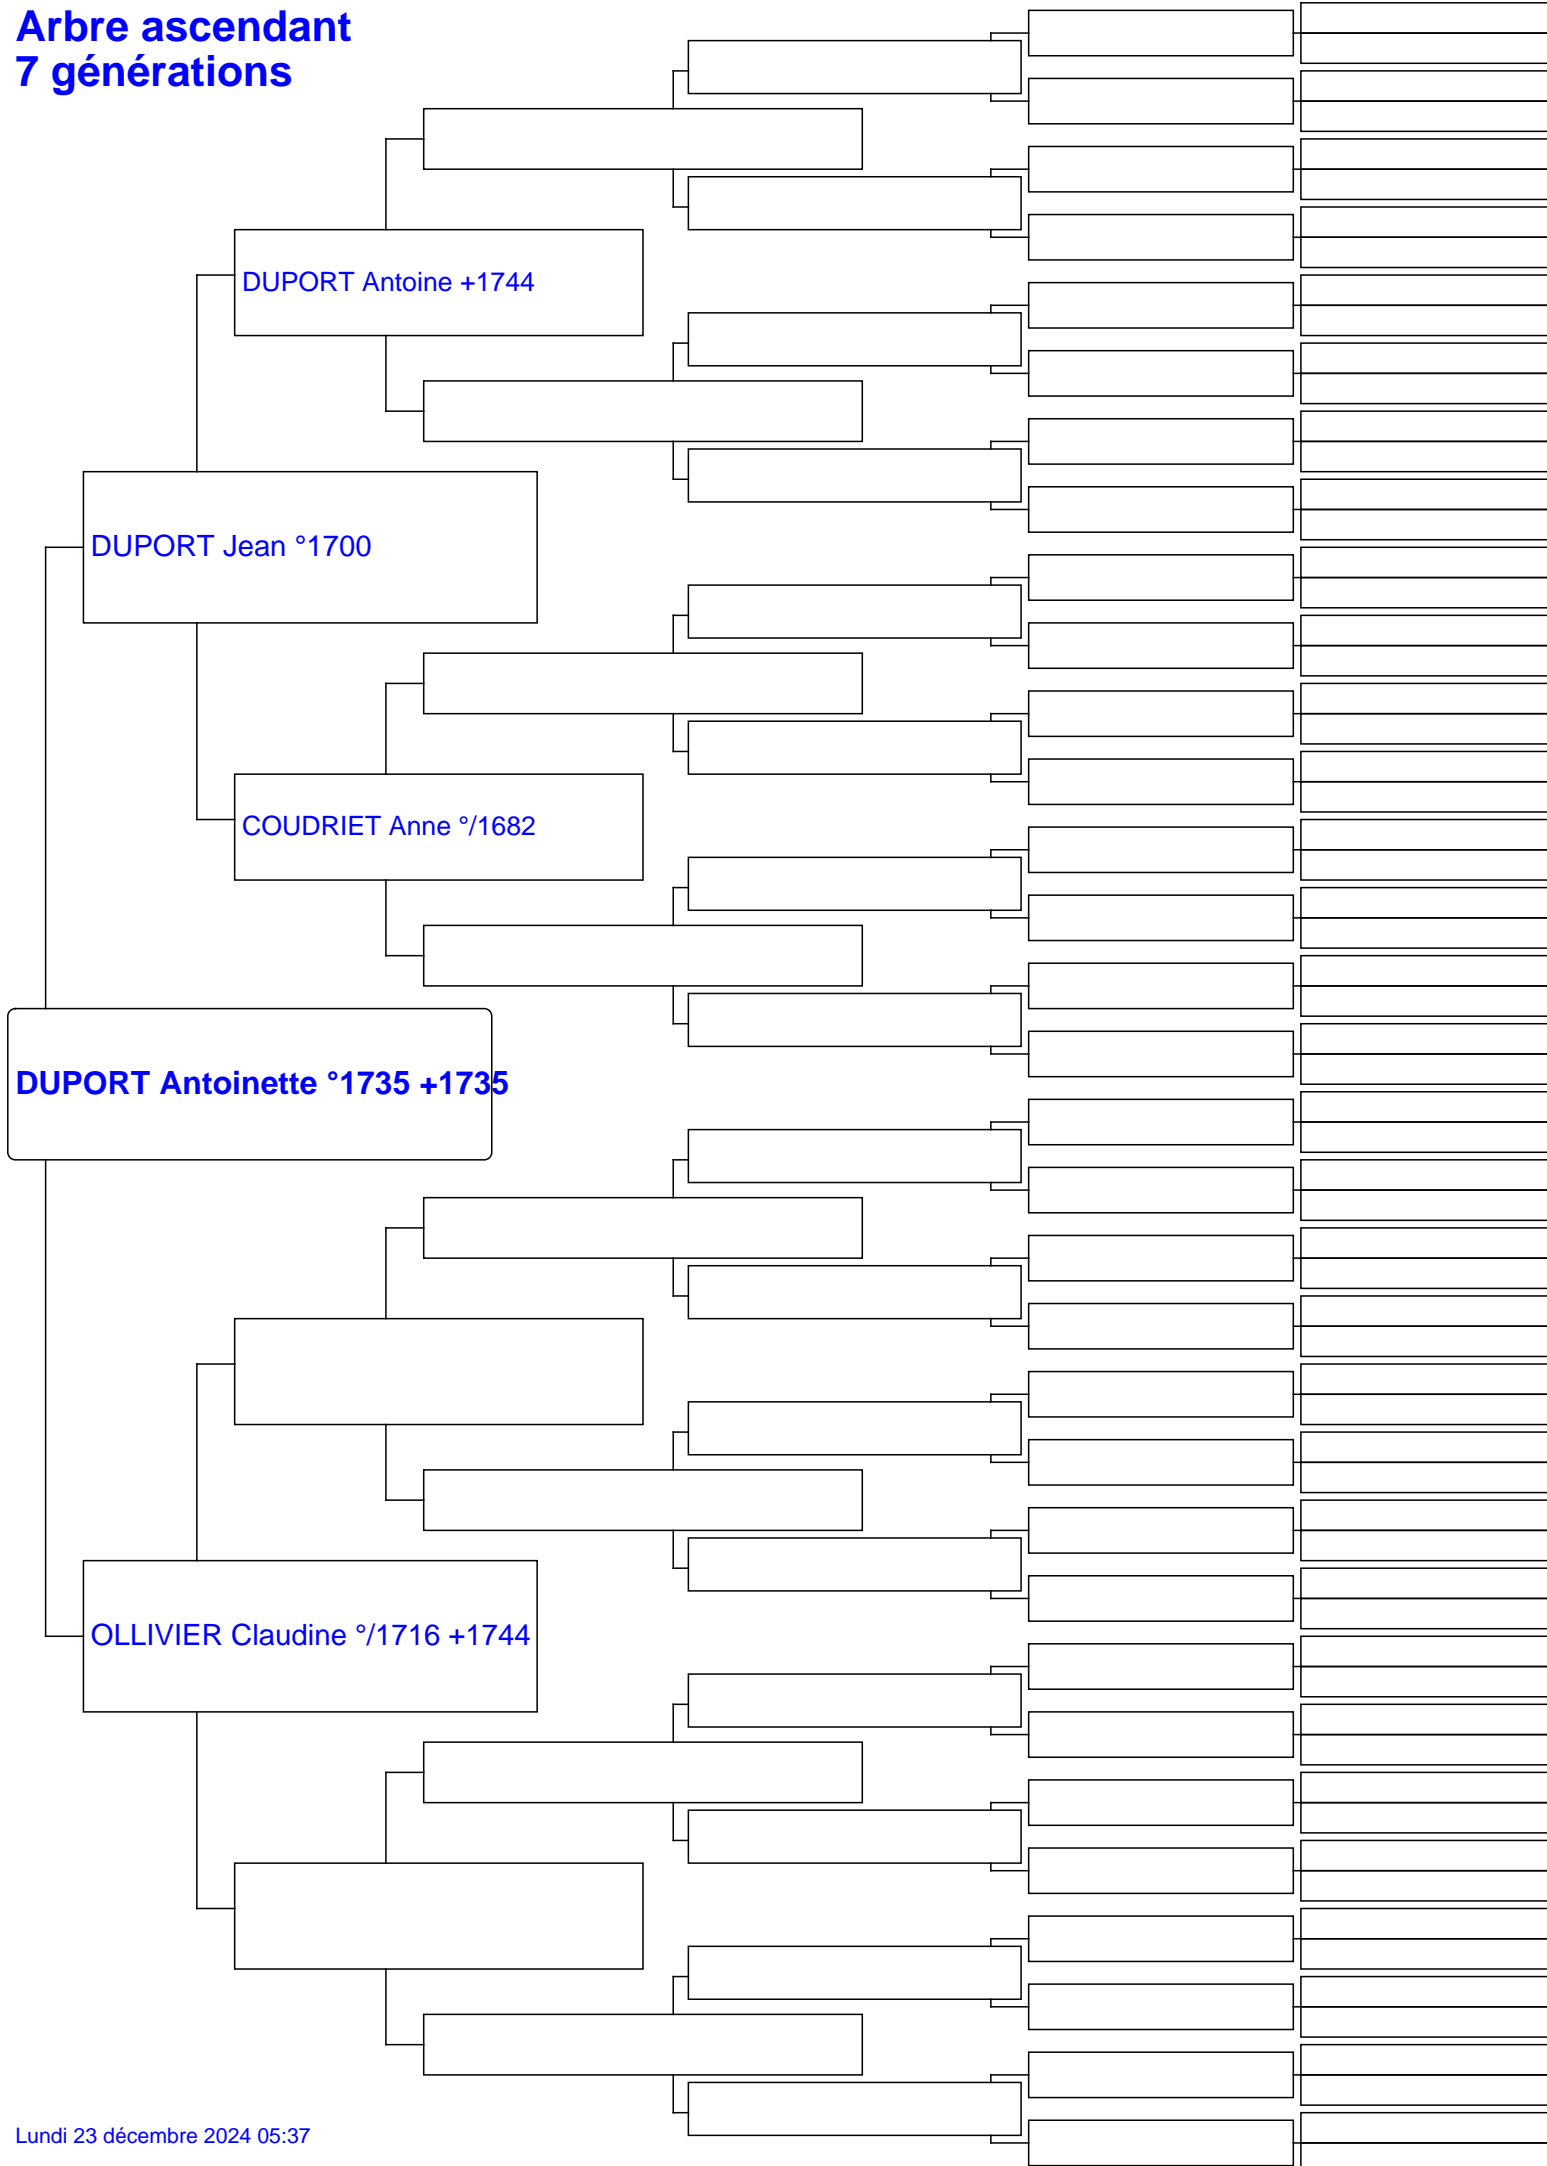 Arbre ascendant
7 générations
DUPORT Antoine +1744
DUPORT Jean °1700
COUDRIET Anne °/1682
DUPORT Antoinette °1735 +1735
OLLIVIER Claudine °/1716 +1744
Lundi 23 décembre 2024 05:37